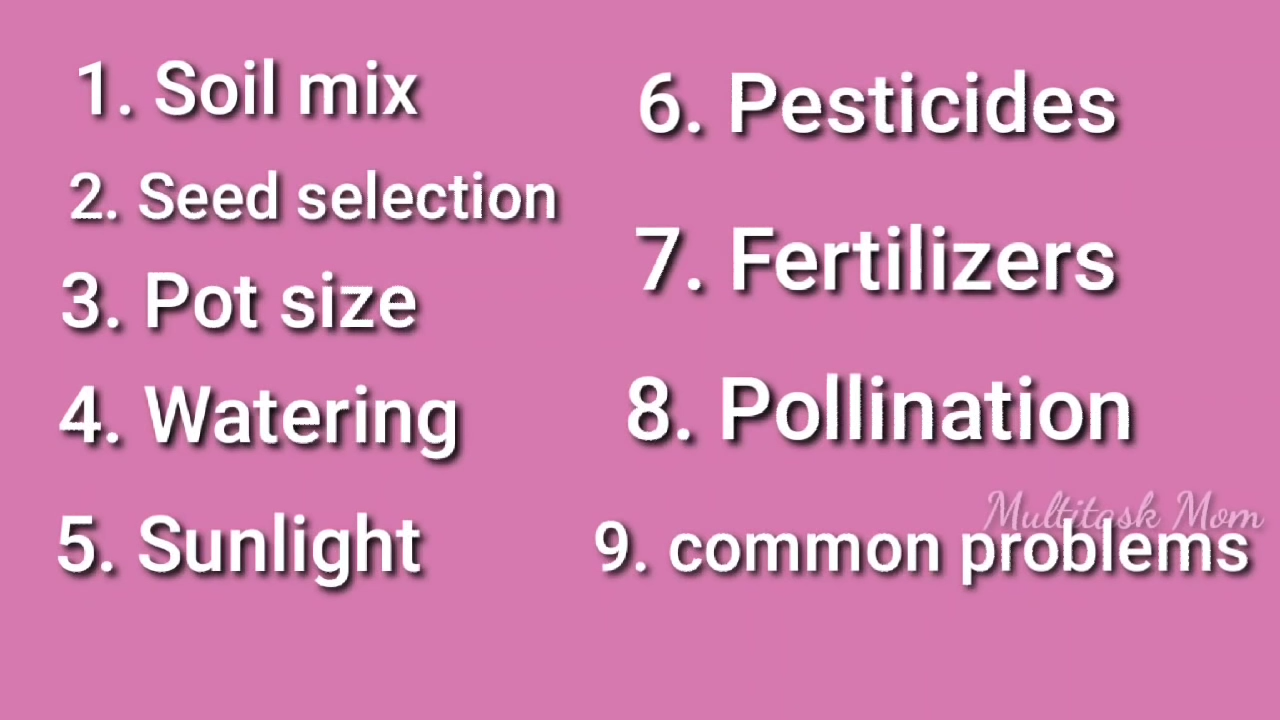 1. Soil mix
2. Seed selection
3. Pot size
4. Watering
5. Sunlight
6. Pesticides
7. Fertilizers
8. Pollination
Multitask Mom
9. common problems